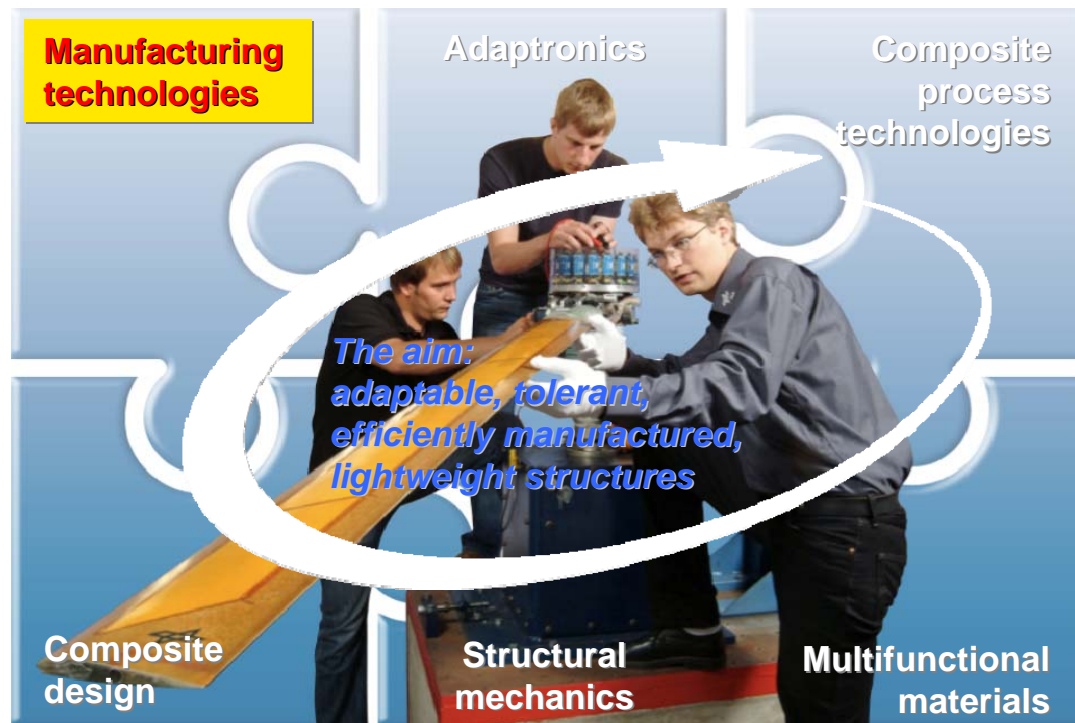 Manufacturing
technologies
Adaptronics
Composite
process
technologies
The aim:
adaptable, tolerant,
efficiently manufactured,
lightweight structures
Composite
design
Structural
mechanics
Multifunctional
materials